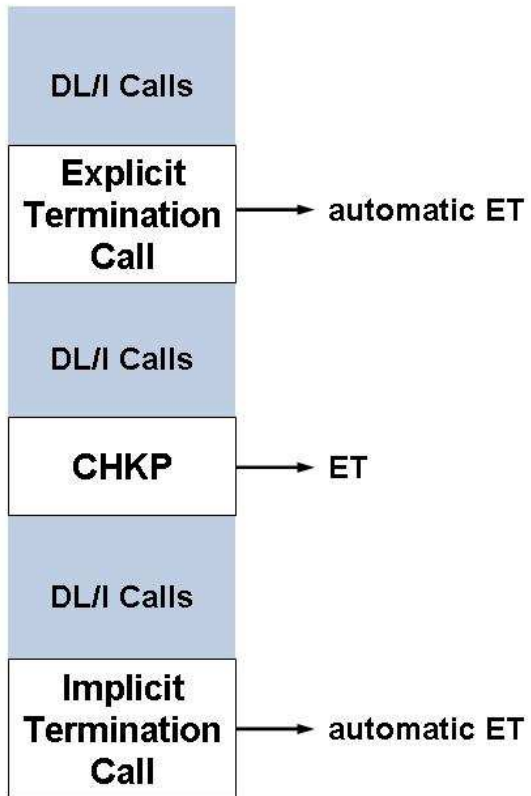 DL/I Calls
Explicit
Termination
Call
automatic ET
DL/I Calls
CHKP
ET
DL/I Calls
Implicit
Termination
Call
automatic ET